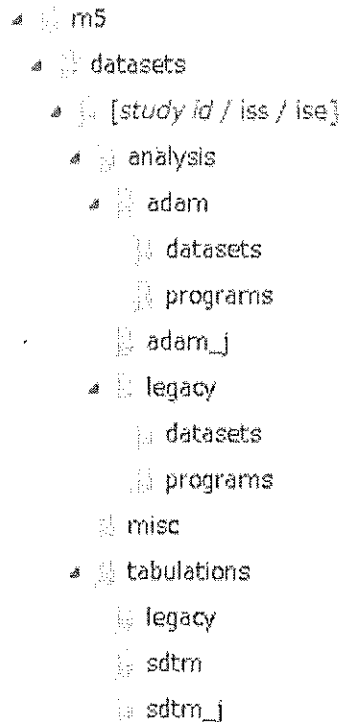 m5
datasets
[study id / iss / ise]
analysis
adam
datasets
programs
adam_j
legacy
datasets
programs
misc
tabulations
legacy
sdtm
sdtm_j